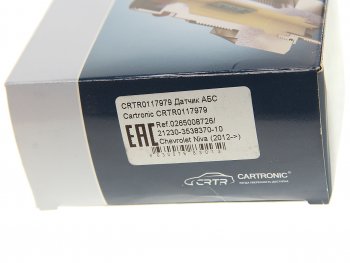 CRTR0117979 Датчик АБС
Cartronic CRTR0117979
Ref.0265008726/
21230-3538370-10
Chevrolet Niva (2012->)
EAC
CRTR
CARTRONIC®